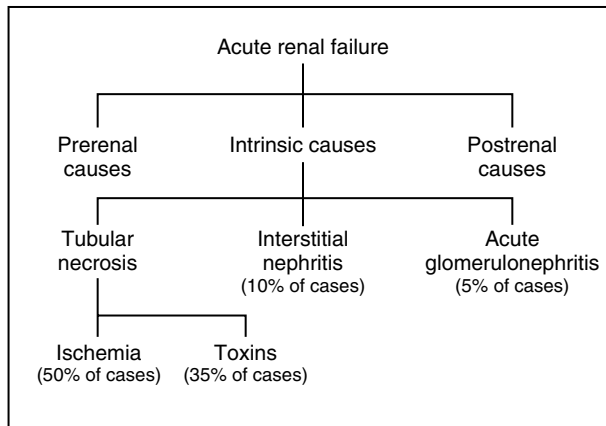 Acute renal failure
Prerenal
causes
Intrinsic causes
Postrenal
causes
Tubular
necrosis
Interstitial
nephritis
(10% of cases)
Acute
glomerulonephritis
(5% of cases)
Ischemia
(50% of cases)
Toxins
(35% of cases)